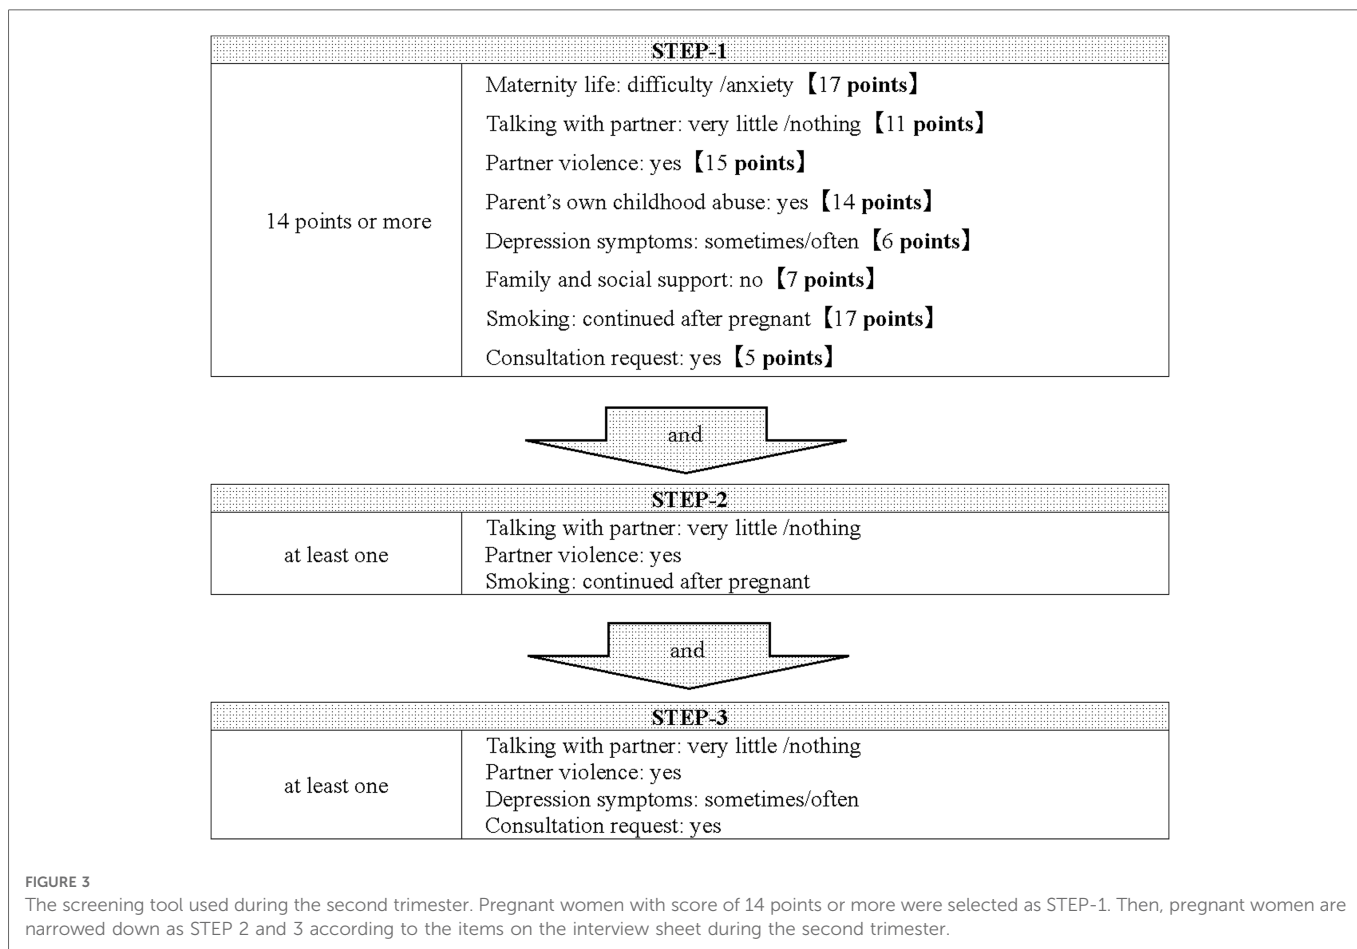 STEP-1
14 points or more
Maternity life: difficulty /anxiety【17 points】
Talking with partner: very little /nothing【11 points】
Partner violence: yes【15 points】
Parent's own childhood abuse: yes【14 points】
Depression symptoms: sometimes/often【6 points】
Family and social support: no【7 points】
Smoking: continued after pregnant【17 points】
Consultation request: yes【5 points】
and
STEP-2
at least one
Talking with partner: very little /nothing
Partner violence: yes
Smoking: continued after pregnant
and
STEP-3
at least one
Talking with partner: very little /nothing
Partner violence: yes
Depression symptoms: sometimes/often
Consultation request: yes
FIGURE 3
The screening tool used during the second trimester. Pregnant women with score of 14 points or more were selected as STEP-1. Then, pregnant women are
narrowed down as STEP 2 and 3 according to the items on the interview sheet during the second trimester.